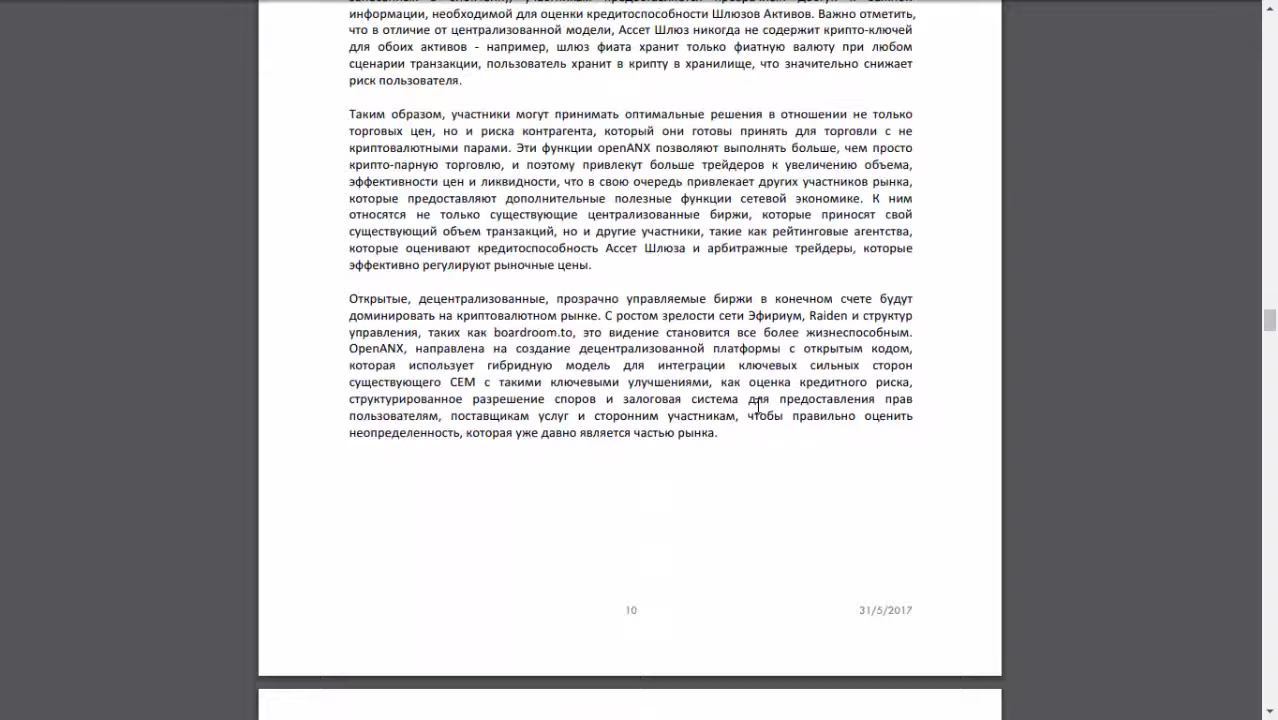 информации, необходимой для оценки кредитоспособности Шлюзов Активов. Важно отметить,
что в отличие от централизованной модели, Ассет Шлюз никогда не содержит крипто-ключей
для обоих активов - например, шлюз фиата хранит только фиатную валюту при любом
сценарии транзакции, пользователь хранит в крипту в хранилище, что значительно снижает
риск пользователя.
Таким образом, участники могут принимать оптимальные решения в отношении не только
торговых цен, но и риска контрагента, который они готовы принять для торговли с не
криптовалютными парами. Эти функции openANX позволяют выполнять больше, чем просто
крипто-парную торговлю, и поэтому привлекут больше трейдеров к увеличению объема,
эффективности цен и ликвидности, что в свою очередь привлекает других участников рынка,
которые предоставляют дополнительные полезные функции сетевой экономике. К ним
относятся не только существующие централизованные биржи, которые приносят свой
существующий объем транзакций, но и другие участники, такие как рейтинговые агентства,
которые оценивают кредитоспособность Ассет Шлюза и арбитражные трейдеры, которые
эффективно регулируют рыночные цены.
Открытые, децентрализованные, прозрачно управляемые биржи в конечном счете будут
доминировать на криптовалютном рынке. С ростом зрелости сети Эфириум, Raiden и структур
управления, таких как boardroom.to, это видение становится все более жизнеспособным.
OpenANX, направлена на создание децентрализованной платформы с открытым кодом,
которая использует гибридную модель для интеграции ключевых сильных сторон
существующего СЕМ с такими ключевыми улучшениями, как оценка кредитного риска,
структурированное разрешение споров и залоговая система для предоставления прав
пользователям, поставщикам услуг и сторонним участникам, чтобы правильно оценить
неопределенность, которая уже давно является частью рынка.
10
31/5/2017